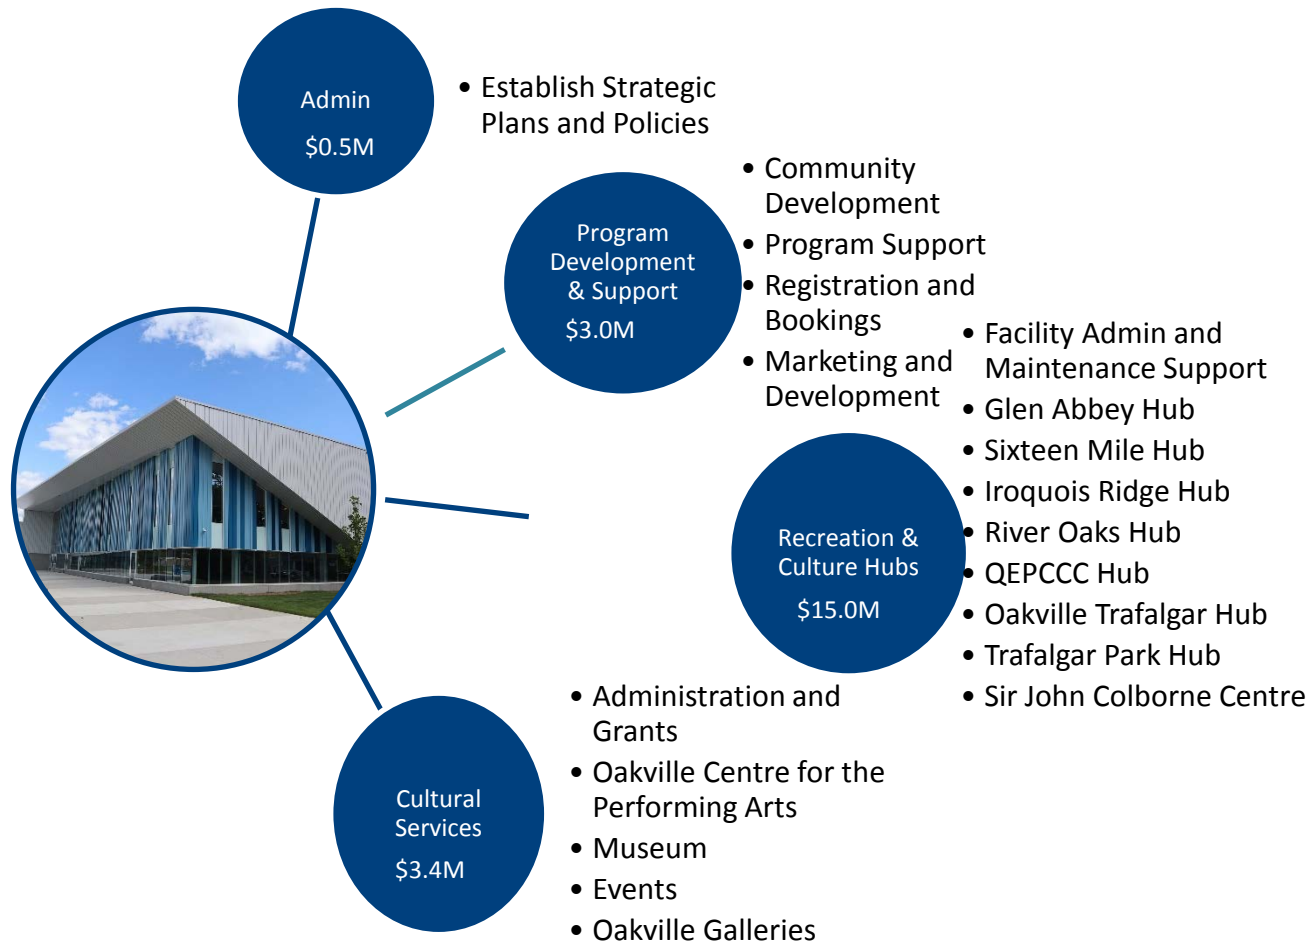 Admin
$0.5M
• Establish Strategic
Plans and Policies
Program
Development
& Support
$3.0M
• Community
Development
• Program Support
• Registration and
Bookings
• Marketing and
Development
Recreation &
Culture Hubs
$15.0M
• Facility Admin and
Maintenance Support
• Glen Abbey Hub
• Sixteen Mile Hub
• Iroquois Ridge Hub
• River Oaks Hub
• QEPCCC Hub
• Oakville Trafalgar Hub
• Trafalgar Park Hub
• Sir John Colborne Centre
Cultural
Services
$3.4M
• Administration and
Grants
• Oakville Centre for the
Performing Arts
• Museum
• Events
• Oakville Galleries